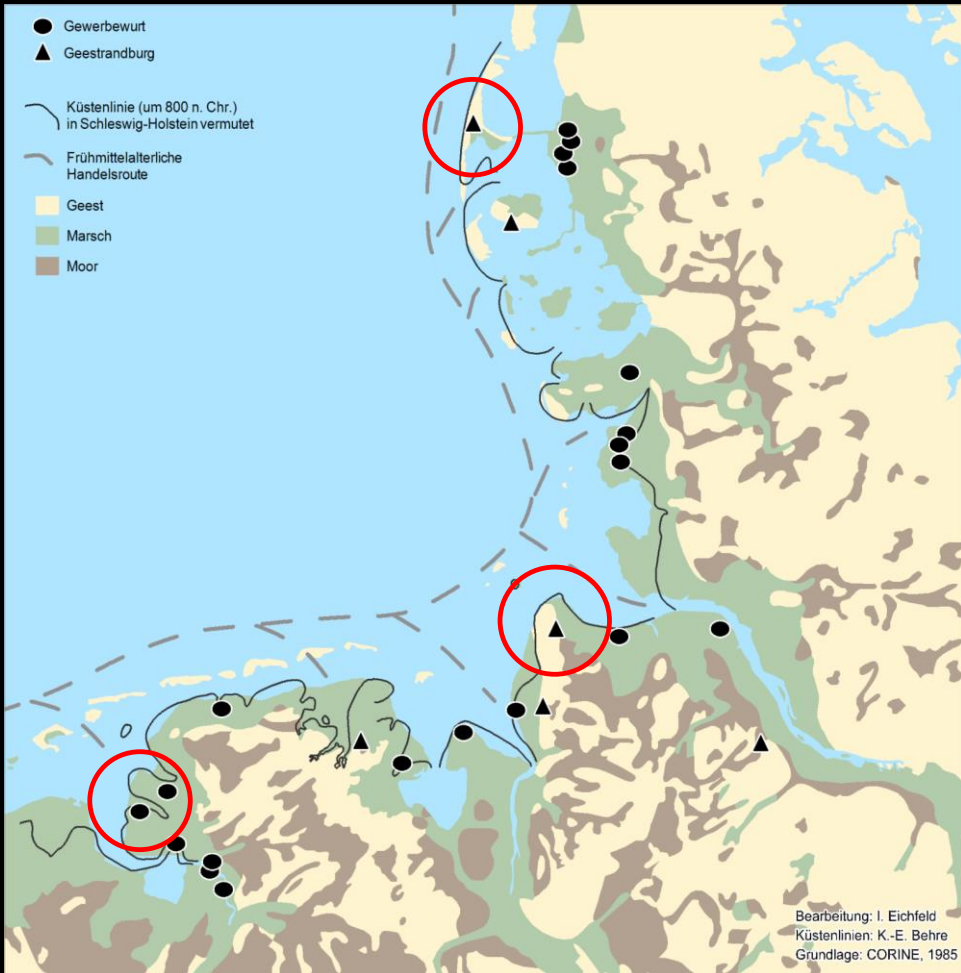 Gewerbewurt
Geestrandburg
Küstenlinie (um 800 n. Chr.)
in Schleswig-Holstein vermutet
Frühmittelalterliche
Handelsroute
Geest
Marsch
Moor
Bearbeitung: I. Eichfeld
Küstenlinien: K.-E. Behre
Grundlage: CORINE, 1985